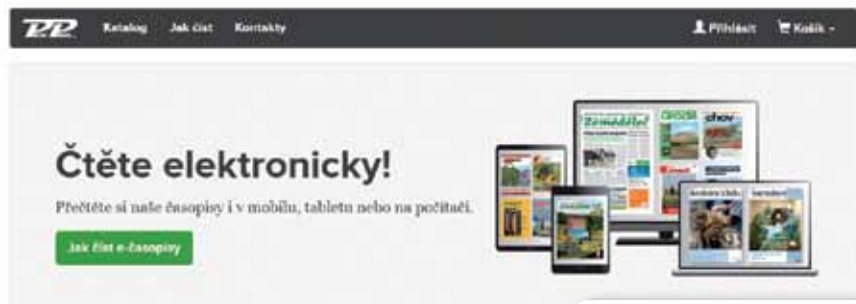 PP Katalog Jak číst Kontakty Přihlásit Košík
Čtěte elektronicky!
Přečtěte si naše časopisy i v mobilu, tabletu nebo na počítači.
Jak číst e-časopisy
Zemědělec
chov